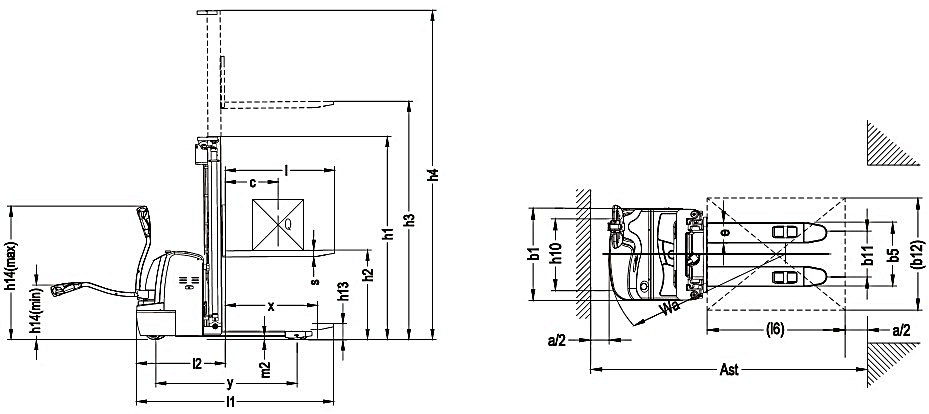 h14(max)
h14(min)
l
c
Q
h4
h3
h1
h2
s
x
h13
l2
m2
y
l1
b1
h10
e
b11
b5
(b12)
Wa
(l6)
a/2
a/2
Ast